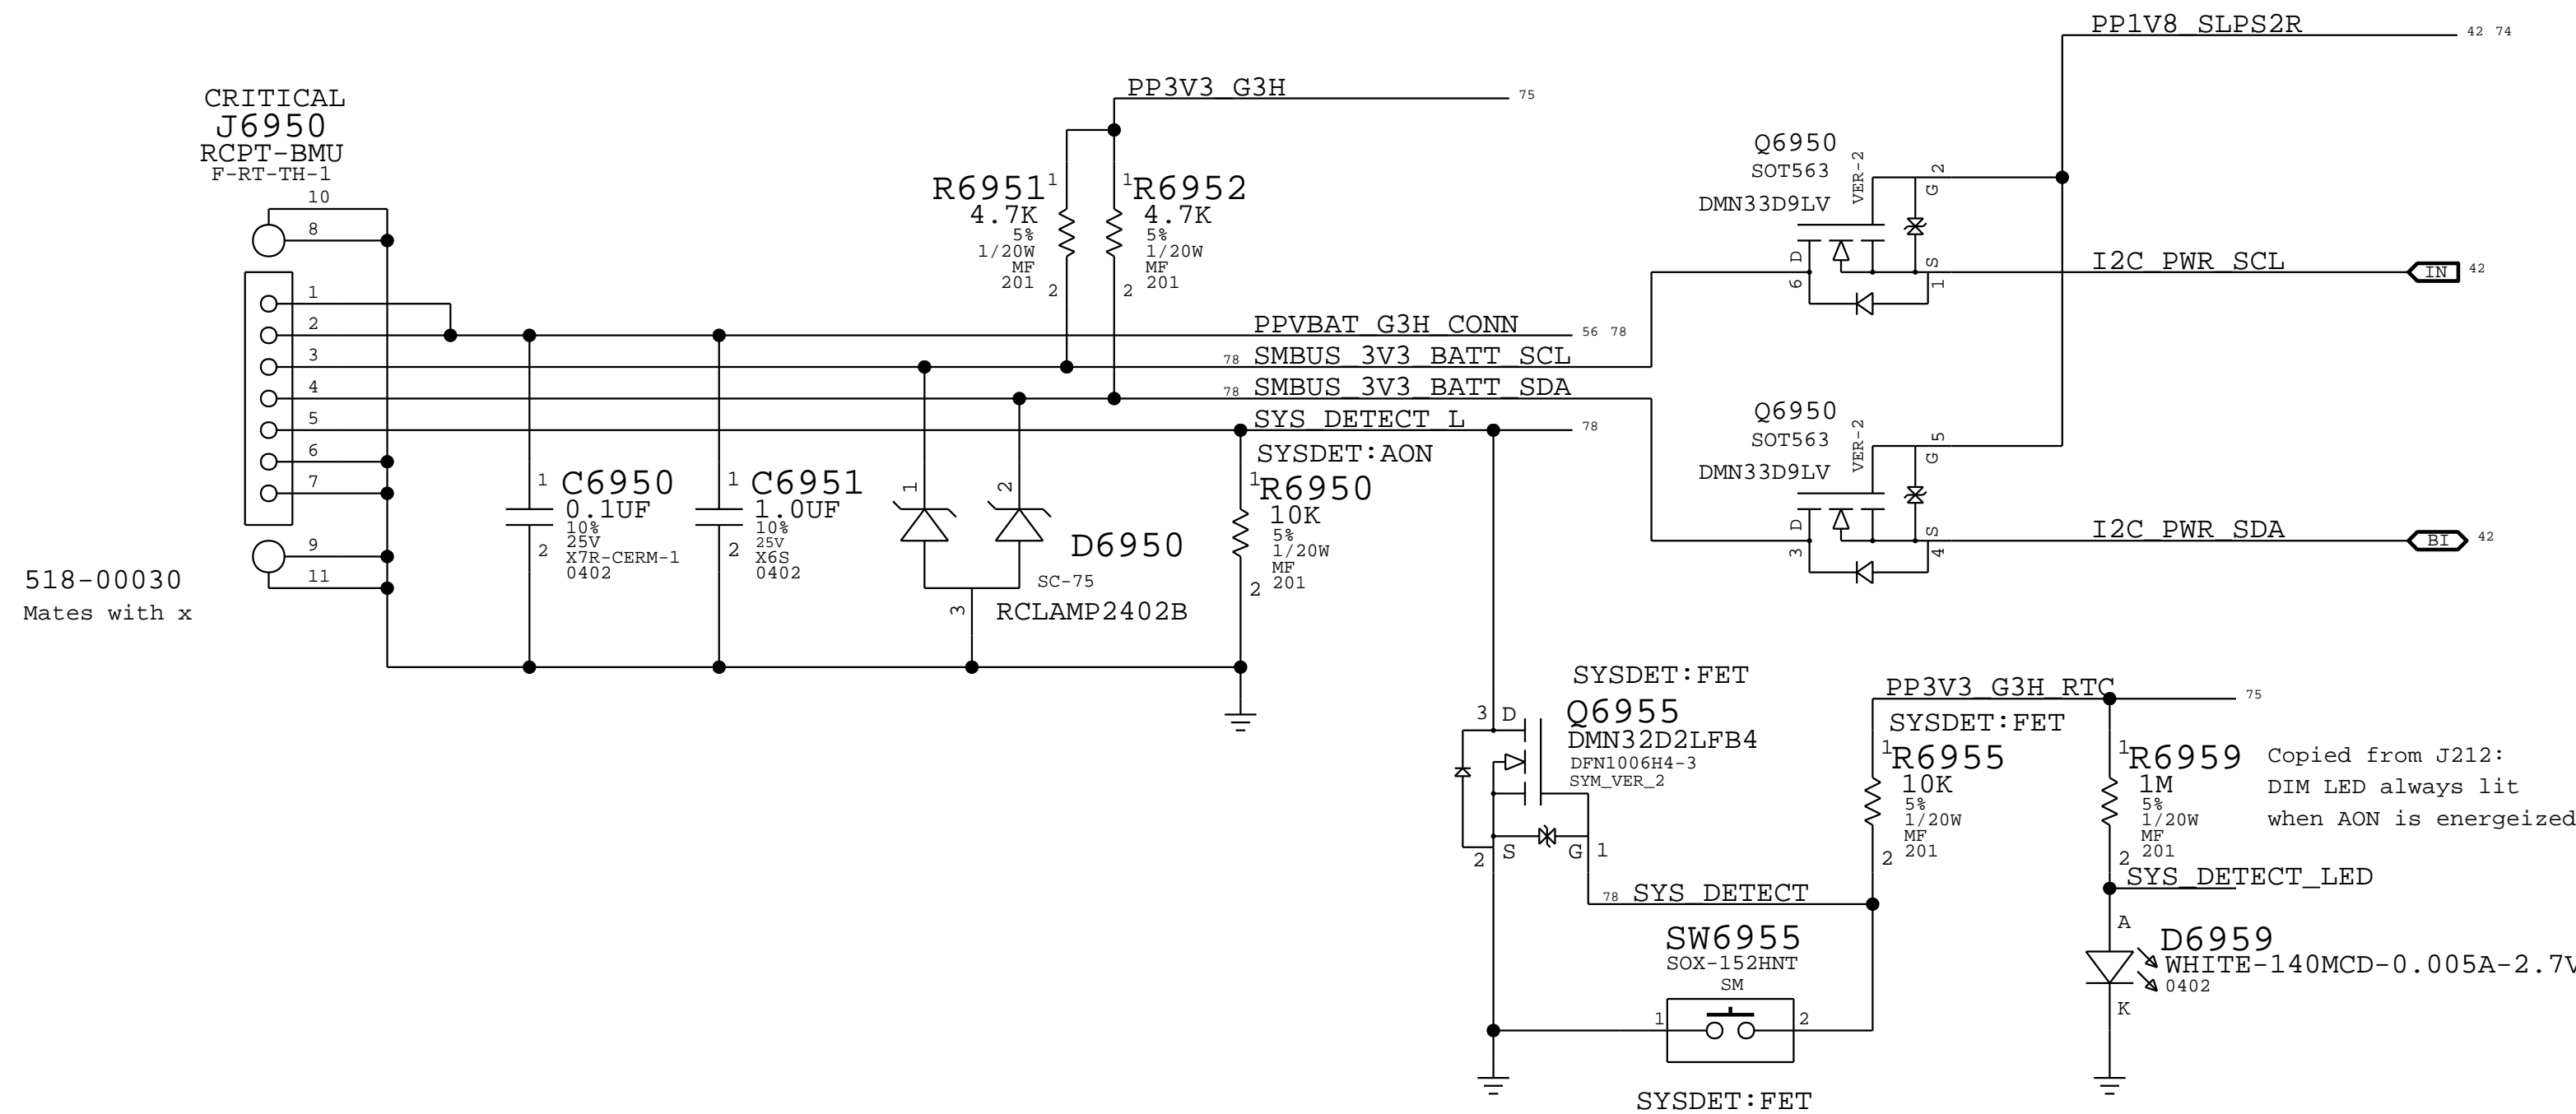 PP1V8_SLPS2R
42 74
PP3V3_G3H
75
CRITICAL
J6950
RCPT-BMU
F-RT-TH-1
10
8
1
2
3
4
5
6
7
9
11
518-00030
Mates with x
R6951
4.7K
5%
1/20W
MF
201
1
2
R6952
4.7K
5%
1/20W
MF
201
1
2
PPVBAT_G3H_CONN
56 78
78 SMBUS_3V3_BATT_SCL
78 SMBUS_3V3_BATT_SDA
SYS_DETECT_L
78
C6950
0.1UF
10%
25V
X7R-CERM-1
0402
1
2
C6951
1.0UF
10%
25V
X6S
0402
1
2
1
2
3
D6950
SC-75
RCLAMP2402B
SYSDET:AON
R6950
10K
5%
1/20W
MF
201
1
2
Q6950
SOT563
DMN33D9LV
VER-2
G 2
D
6
S
1
I2C_PWR_SCL
IN
42
Q6950
SOT563
DMN33D9LV
VER-2
G 5
D
3
S
4
I2C_PWR_SDA
BI
42
SYSDET:FET
Q6955
DMN32D2LFB4
DFN1006H4-3
SYM_VER_2
3 D
2 S
G 1
78 SYS_DETECT
PP3V3_G3H_RTC
75
SYSDET:FET
R6955
10K
5%
1/20W
MF
201
1
2
R6959
1M
5%
1/20W
MF
201
1
2
Copied from J212:
DIM LED always lit
when AON is energeized
SYS_DETECT_LED
A
D6959
WHITE-140MCD-0.005A-2.7V
0402
K
SW6955
SOX-152HNT
SM
1
2
SYSDET:FET